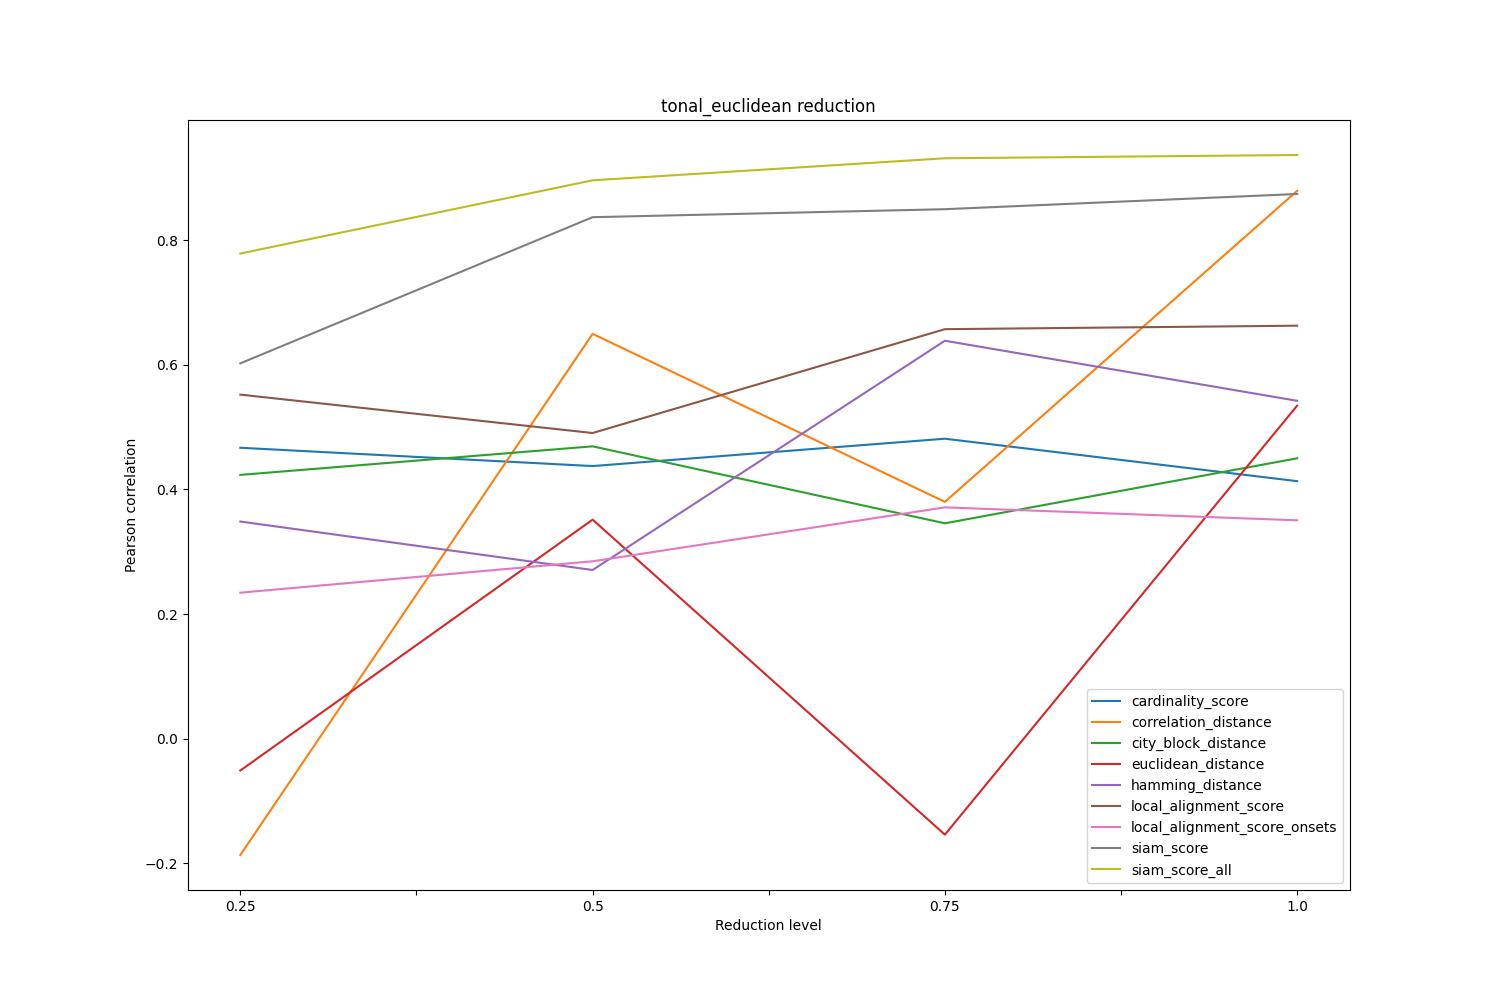 tonal_euclidean reduction
Pearson correlation
0.8
0.6
0.4
0.2
0.0
−0.2
0.25
0.5
0.75
1.0
Reduction level
cardinality_score
correlation_distance
city_block_distance
euclidean_distance
hamming_distance
local_alignment_score
local_alignment_score_onsets
siam_score
siam_score_all